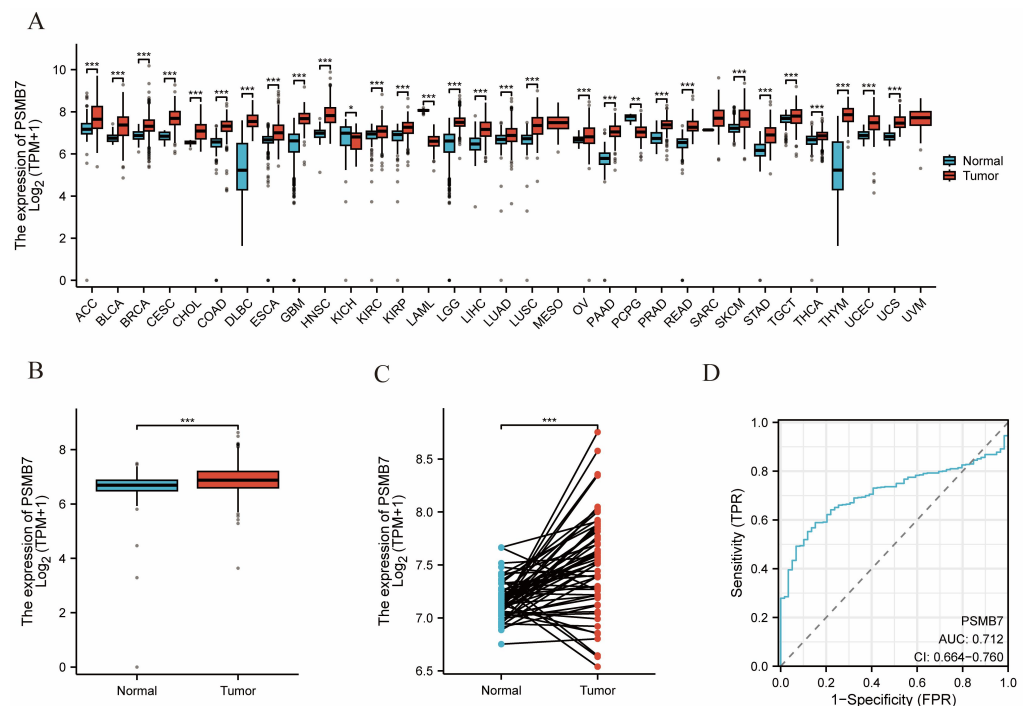 A
The expression of PSMB7
Log2 (TPM+1)
10
8
6
4
2
0
*** *** *** *** *** *** *** *** *** *** * *** *** *** *** *** *** *** *** *** ** *** *** *** *** *** *** *** *** ***
ACC BLCA BRCA CESC CHOL COAD DLBC ESCA GBM HNSC KICH KIRC KIRP LAML LGG LIHC LUAD LUSC MESO OV PAAD PCPG PRAD READ SARC SKCM STAD TGCT THCA THYM UCEC UCS UVM
Normal
Tumor
B
The expression of PSMB7
Log2 (TPM+1)
8
6
4
2
0
***
Normal Tumor
C
The expression of PSMB7
Log2 (TPM+1)
8.5
8.0
7.5
7.0
6.5
***
Normal Tumor
D
Sensitivity (TPR)
1.0
0.8
0.6
0.4
0.2
0.0
PSMB7
AUC: 0.712
CI: 0.664−0.760
0.0 0.2 0.4 0.6 0.8 1.0
1−Specificity (FPR)